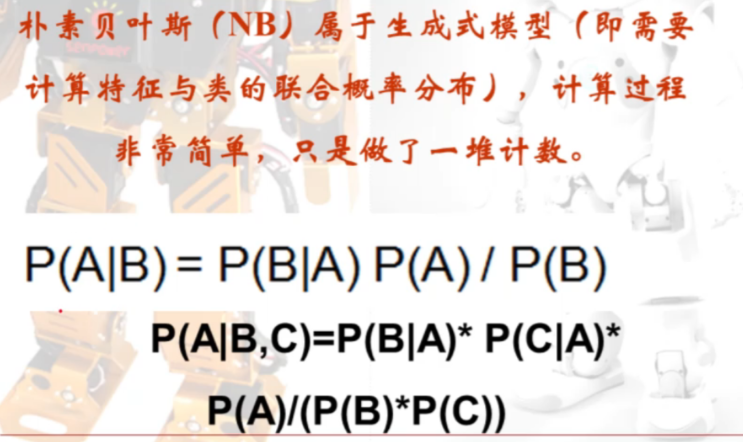 朴素贝叶斯（NB）属于生成式模型（即需要
计算特征与类的联合概率分布），计算过程
非常简单，只是做了一堆计数。
P(A|B) = P(B|A) P(A) / P(B)
P(A|B,C)=P(B|A)* P(C|A)*
P(A)/(P(B)*P(C))